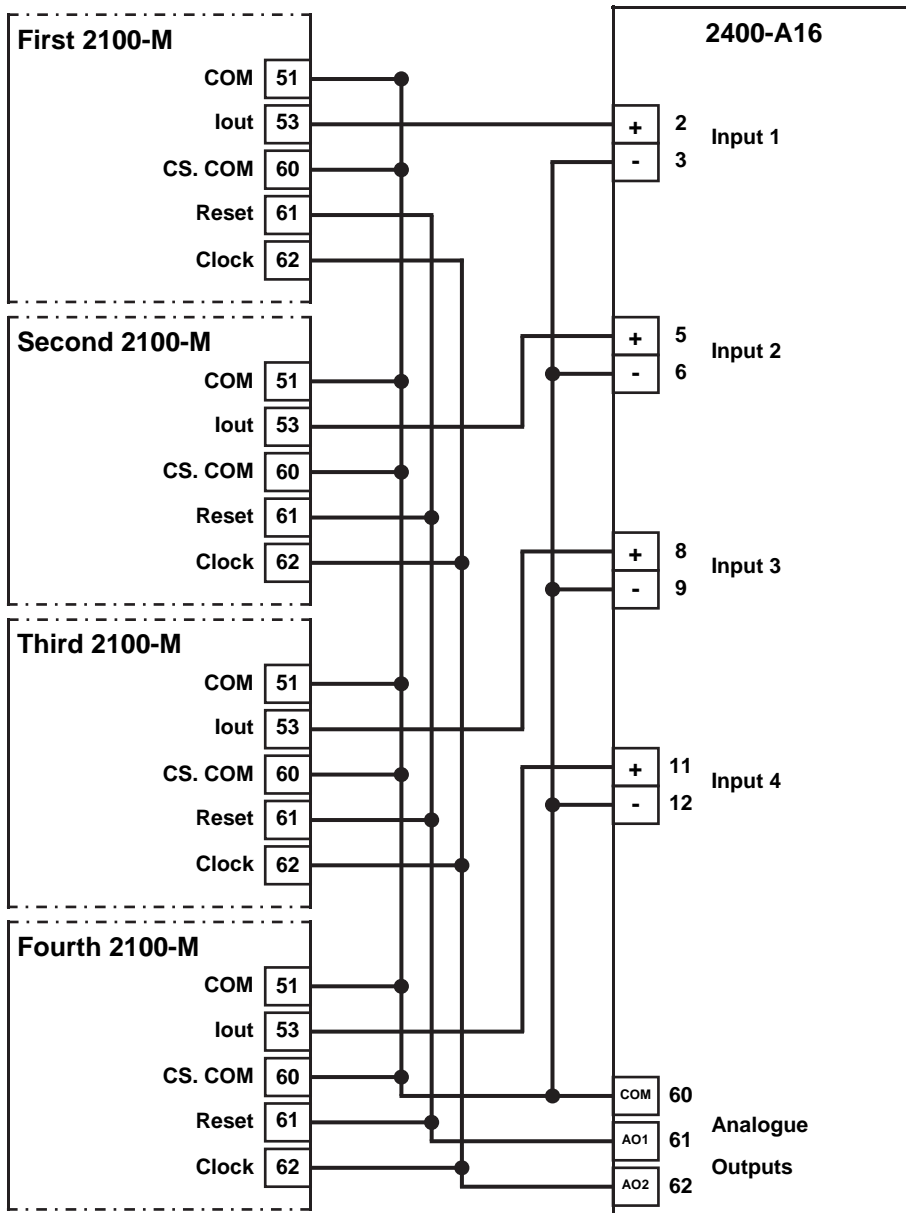 First 2100-M
COM 51
Iout 53
CS. COM 60
Reset 61
Clock 62
Second 2100-M
COM 51
Iout 53
CS. COM 60
Reset 61
Clock 62
Third 2100-M
COM 51
Iout 53
CS. COM 60
Reset 61
Clock 62
Fourth 2100-M
COM 51
Iout 53
CS. COM 60
Reset 61
Clock 62
2400-A16
+ 2
Input 1
- 3
+ 5
Input 2
- 6
+ 8
Input 3
- 9
+ 11
Input 4
- 12
COM 60
AO1 61
AO2 62
Analogue
Outputs